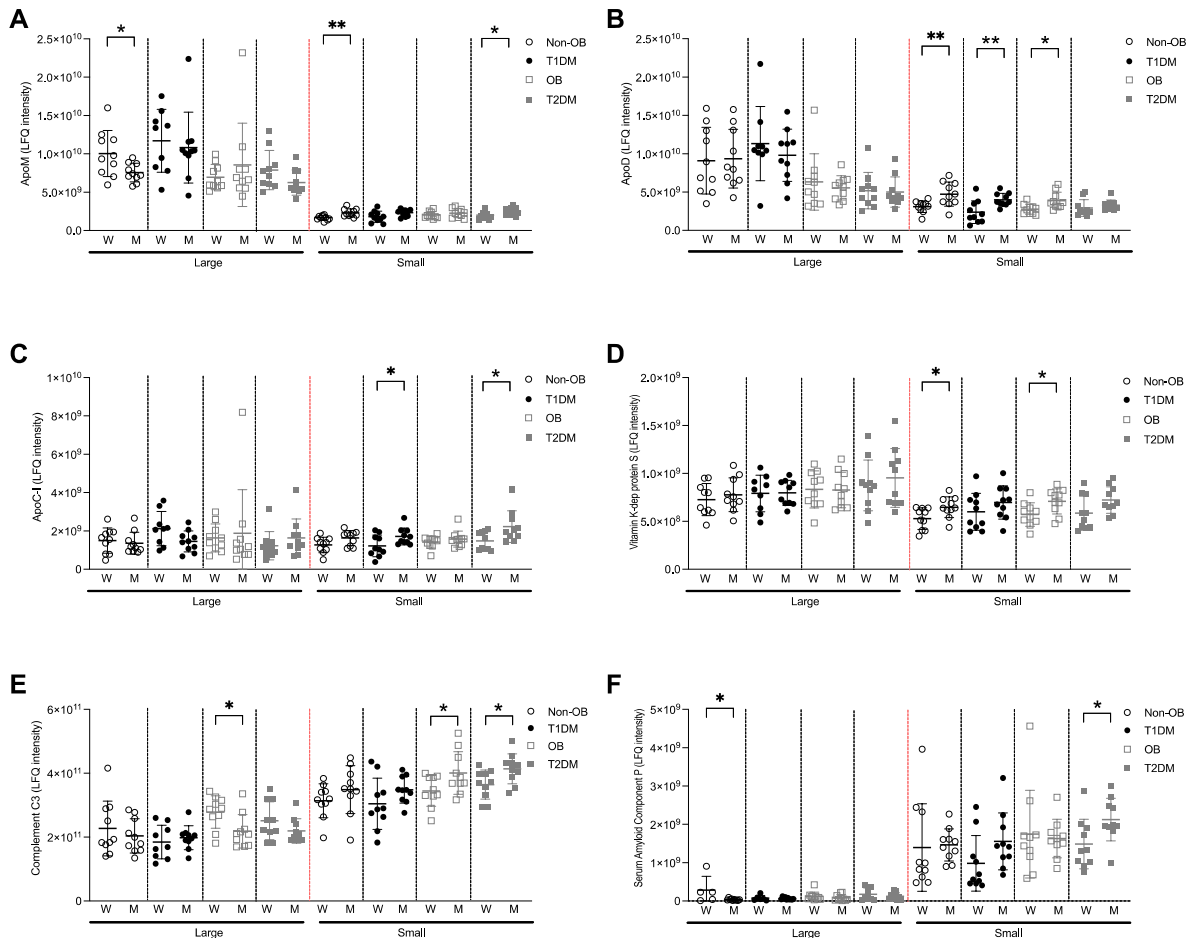 A
ApoM (LFQ intensity)
2.5×10¹⁰
2.0×10¹⁰
1.5×10¹⁰
1.0×10¹⁰
5.0×10⁹
0.0
* ** *
Non-OB
T1DM
OB
T2DM
W M W M W M W M W M W M W M W M
Large Small
B
ApoD (LFQ intensity)
2.5×10¹⁰
2.0×10¹⁰
1.5×10¹⁰
1.0×10¹⁰
5.0×10⁹
0.0
** ** *
Non-OB
T1DM
OB
T2DM
W M W M W M W M W M W M W M W M
Large Small
C
ApoC-I (LFQ intensity)
1×10¹⁰
8×10⁹
6×10⁹
4×10⁹
2×10⁹
0
* *
Non-OB
T1DM
OB
T2DM
W M W M W M W M W M W M W M W M
Large Small
D
Vitamin K-dep protein S (LFQ intensity)
2.0×10⁹
1.5×10⁹
1.0×10⁹
5.0×10⁸
0.0
* *
Non-OB
T1DM
OB
T2DM
W M W M W M W M W M W M W M W M
Large Small
E
Complement C3 (LFQ intensity)
6×10¹¹
4×10¹¹
2×10¹¹
0
* * *
Non-OB
T1DM
OB
T2DM
W M W M W M W M W M W M W M W M
Large Small
F
Serum Amyloid Component P (LFQ intensity)
5×10⁹
4×10⁹
3×10⁹
2×10⁹
1×10⁹
0
* *
Non-OB
T1DM
OB
T2DM
W M W M W M W M W M W M W M W M
Large Small